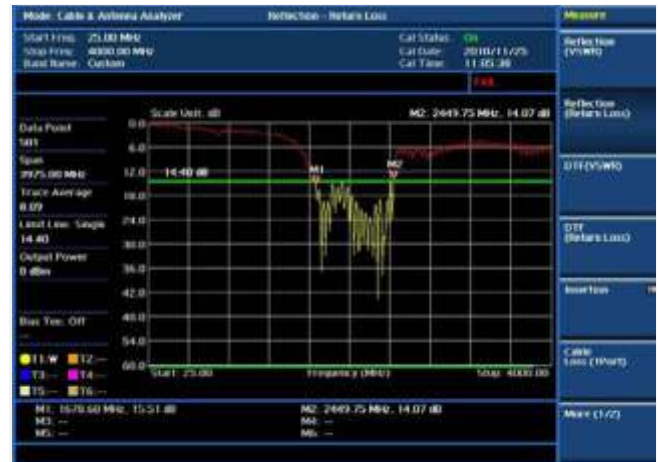 Mode: Cable & Antenna Analyzer
Reflection - Return Loss
Measure
Start Freq: 25.00 MHz
Stop Freq: 4000.00 MHz
Band Name: Custom
Cal Status: ON
Cal Date: 2010/11/25
Cal Time: 11:05:38
FAIL
Reflection
(VSWR)
Reflection
(Return Loss)
DTF(VSWR)
DTF
(Return Loss)
Insertion
Cable
Loss (1Port)
More (1/2)
Scale Unit: dB
M2: 2449.75 MHz, 14.07 dB
Data Point
501
Span
3975.00 MHz
Trace Average
Limit Line: Single
14.40
Output Power
0 dBm
Bias Tee: Off
--
0.0
6.0
12.0
18.0
24.0
30.0
36.0
42.0
48.0
54.0
60.0
14.40 dB
M1
M2
T1:W
T2:--
T3:--
T4:--
T5:--
T6:--
Start: 25.00
Frequency (MHz)
Stop: 4000.00
M1: 1678.60 MHz, 15.51 dB
M2: 2449.75 MHz, 14.07 dB
M3: --
M4: --
M5: --
M6: --